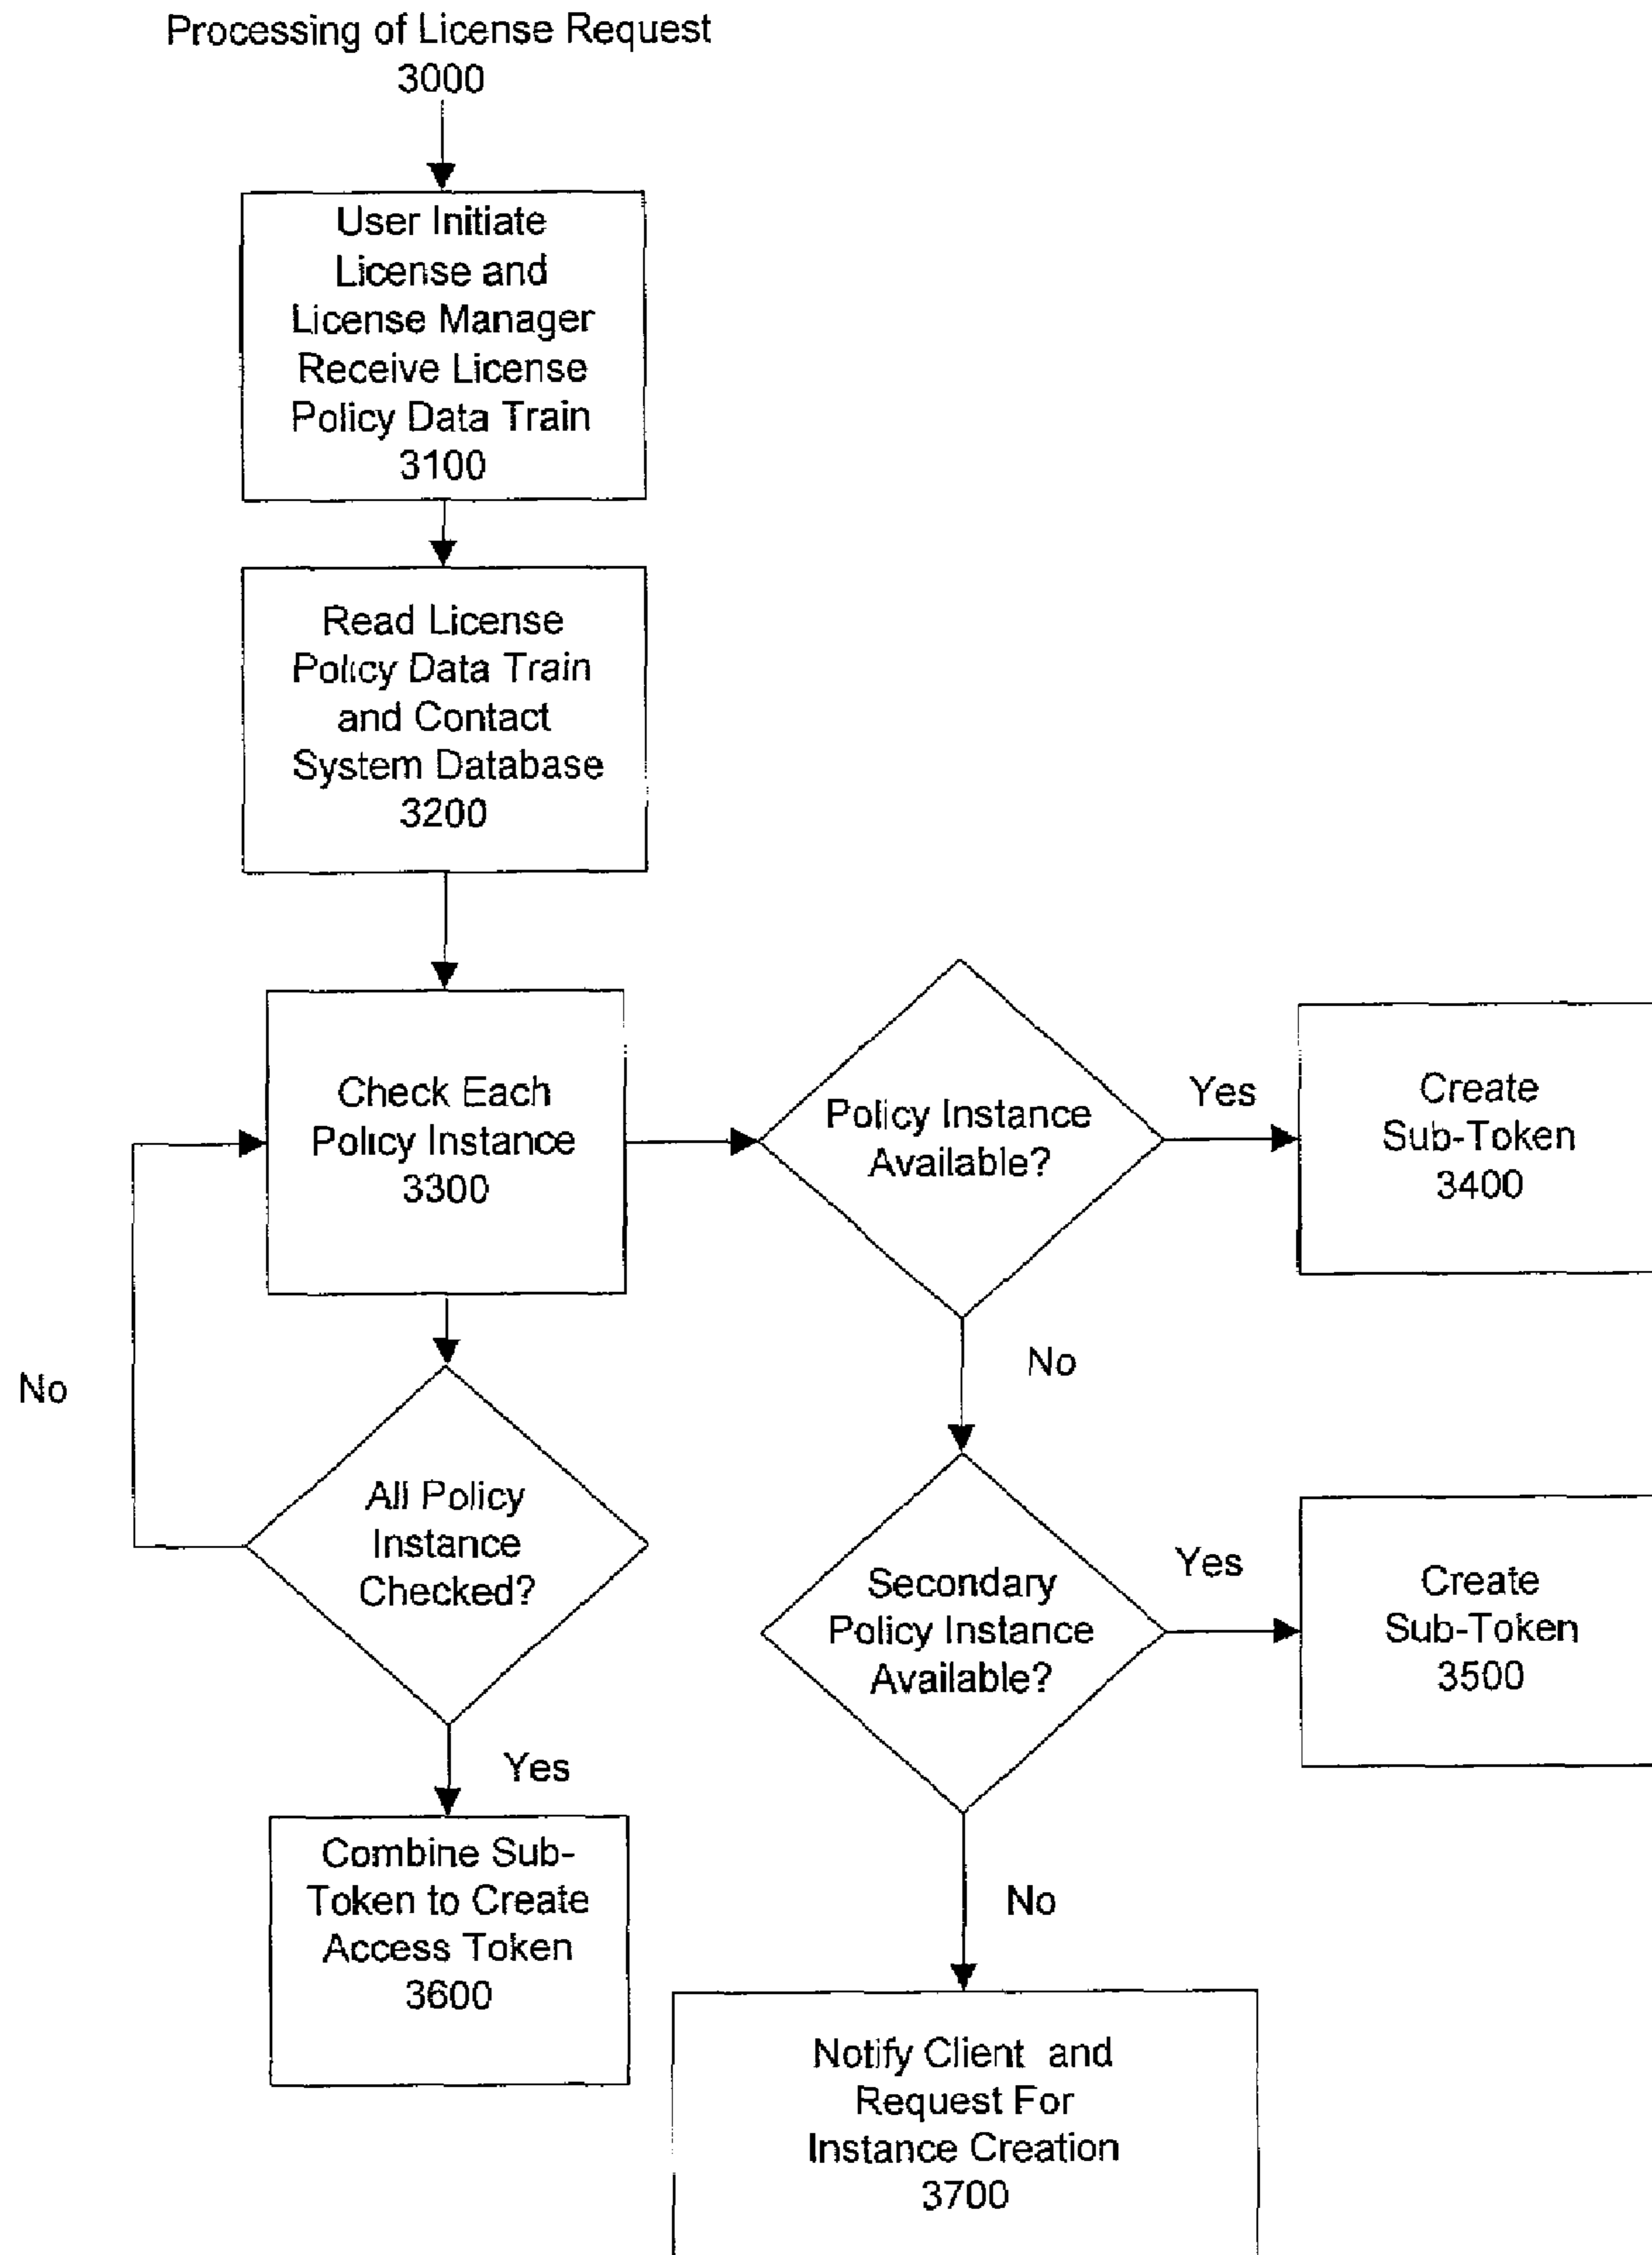 Processing of License Request
3000
User Initiate
License and
License Manager
Receive License
Policy Data Train
3100
Read License
Policy Data Train
and Contact
System Database
3200
Check Each
Policy Instance
3300
Policy Instance
Available?
Yes
Create
Sub-Token
3400
No
No
All Policy
Instance
Checked?
Secondary
Policy Instance
Available?
Yes
Create
Sub-Token
3500
Yes
Combine Sub-
Token to Create
Access Token
3600
No
Notify Client and
Request For
Instance Creation
3700